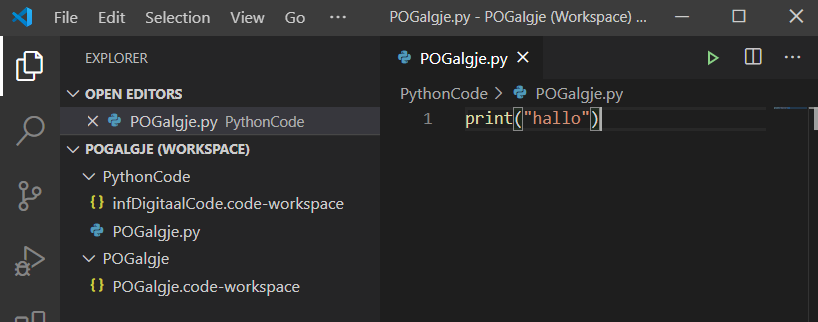 File Edit Selection View Go ··· POGalgje.py - POGalgje (Workspace) ...
EXPLORER
OPEN EDITORS
POGalgje.py PythonCode
POGALGJE (WORKSPACE)
PythonCode
{} infDigitaalCode.code-workspace
POGalgje.py
POGalgje
{} POGalgje.code-workspace
POGalgje.py
PythonCode > POGalgje.py
1 print("hallo")